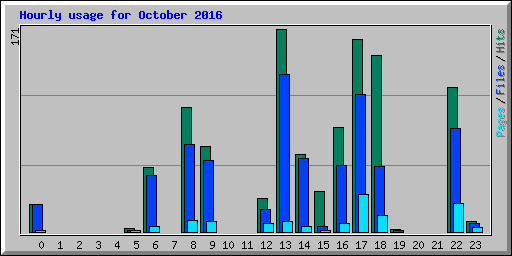 Hourly usage for October 2016
171
Pages/Files/Hits
0 1 2 3 4 5 6 7 8 9 10 11 12 13 14 15 16 17 18 19 20 21 22 23